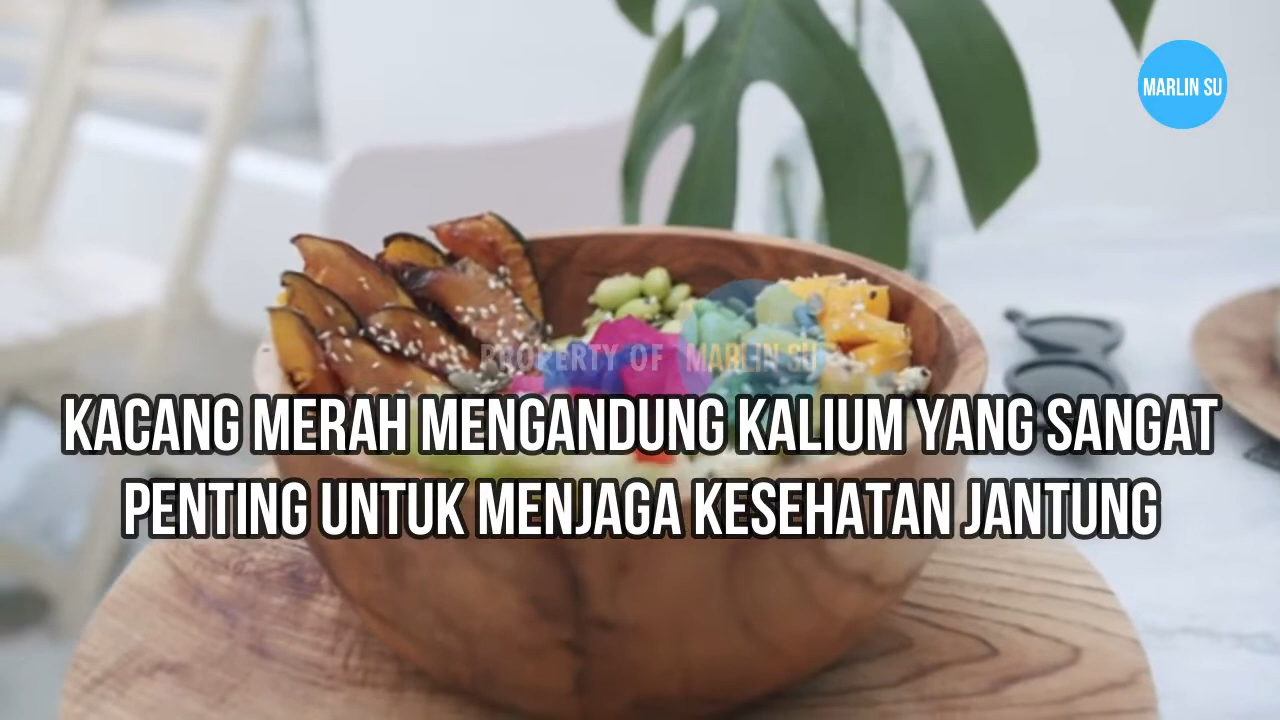 MARLIN SU
PROPERTY OF MARLIN SU
KACANG MERAH MENGANDUNG KALIUM YANG SANGAT
PENTING UNTUK MENJAGA KESEHATAN JANTUNG